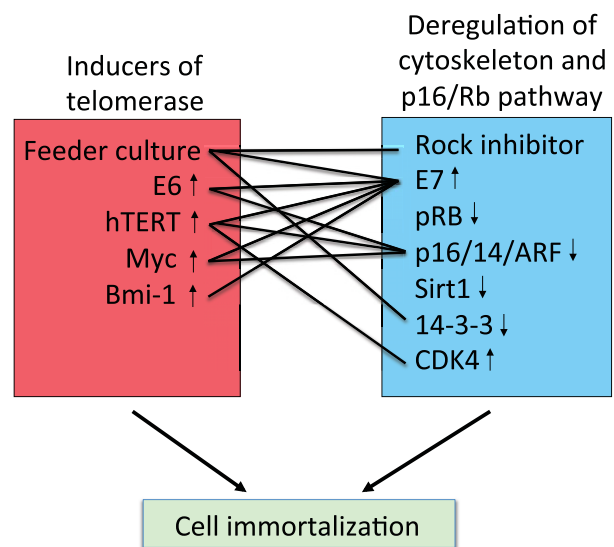 Inducers of
telomerase
Deregulation of
cytoskeleton and
p16/Rb pathway
Feeder culture
E6 ↑
hTERT ↑
Myc ↑
Bmi-1 ↑
Rock inhibitor
E7 ↑
pRB ↓
p16/14/ARF ↓
Sirt1 ↓
14-3-3 ↓
CDK4 ↑
Cell immortalization